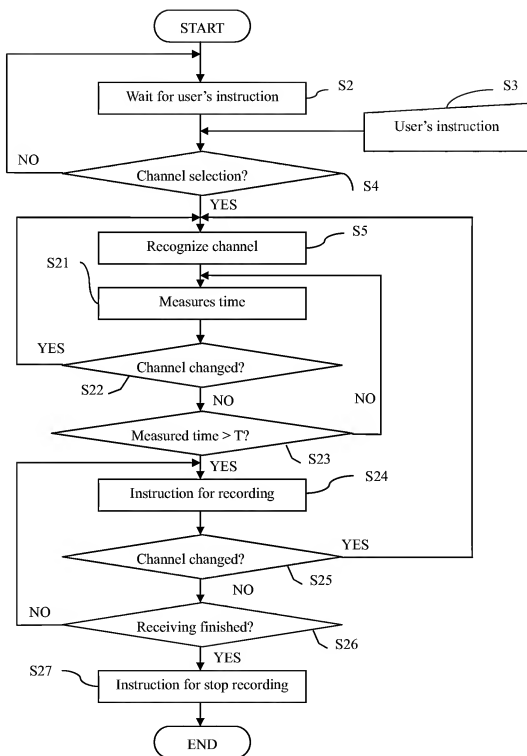 START
Wait for user's instruction
S2
S3
User's instruction
NO
Channel selection?
S4
YES
Recognize channel
S5
S21
Measures time
YES
Channel changed?
S22
NO
NO
Measured time > T?
S23
YES
S24
Instruction for recording
Channel changed?
YES
S25
NO
NO
Receiving finished?
S26
YES
S27
Instruction for stop recording
END